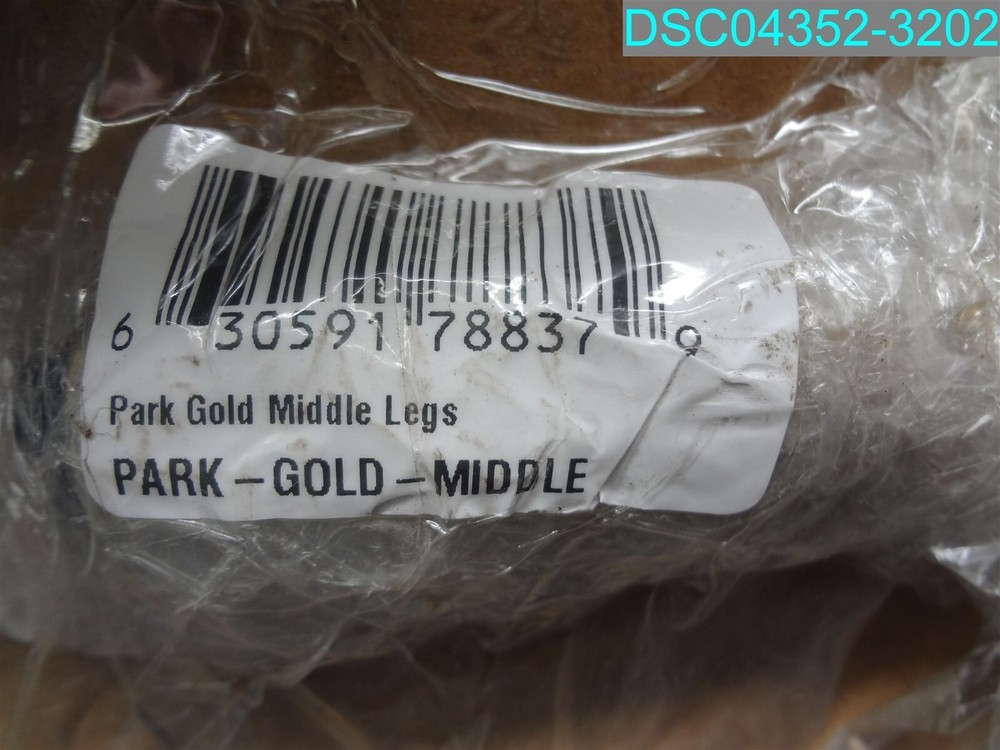 DSC04352-3202
6 30591 78837 9
Park Gold Middle Legs
PARK-GOLD-MIDDLE